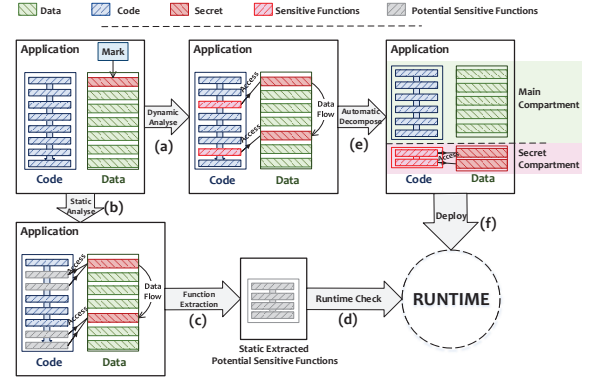 Data Code Secret Sensitive Functions Potential Sensitive Functions
Application
Mark
Code Data
Dynamic
Analyse
(a)
Application
Access
Access
Data
Flow
Code Data
Automatic
Decompose
(e)
Application
Main
Compartment
Secret
Compartment
Access
Code Data
Static
Analyse
(b)
Deploy
(f)
Application
Access
Access
Data
Flow
Code Data
Function
Extraction
(c)
Static Extracted
Potential Sensitive Functions
Runtime Check
(d)
RUNTIME